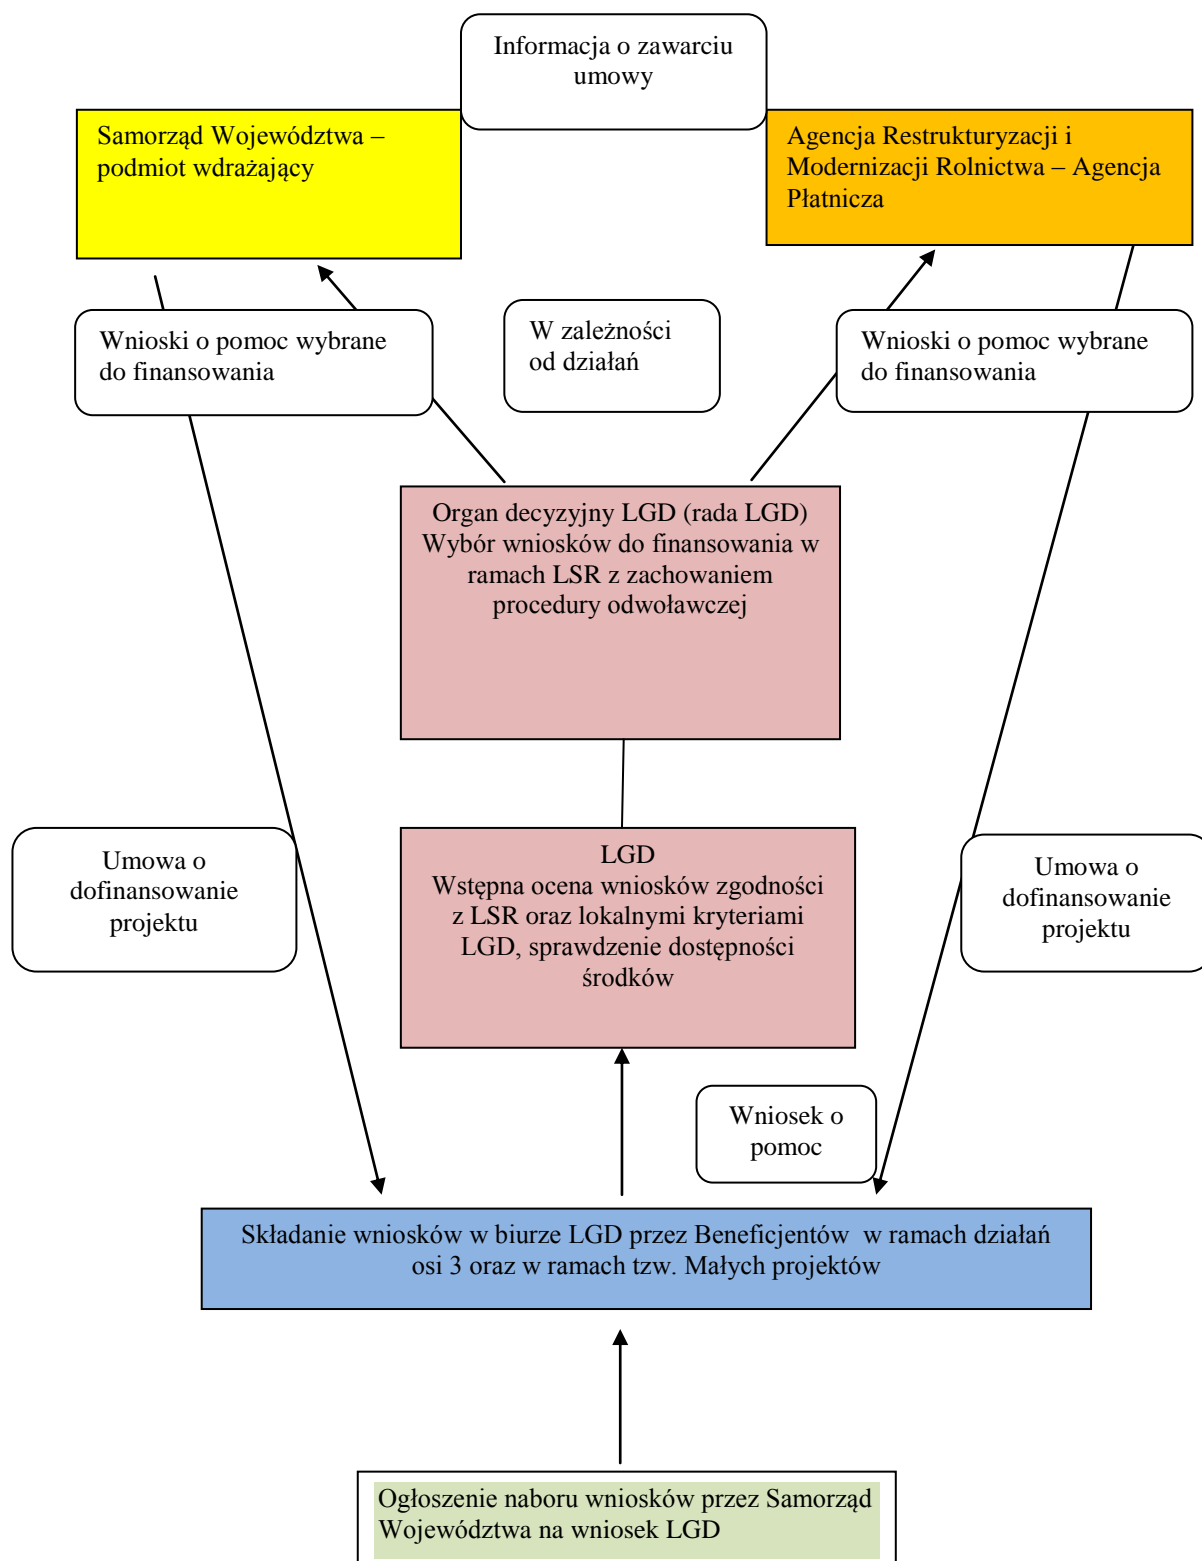 Informacja o zawarciu
umowy
Samorząd Województwa –
podmiot wdrażający
Agencja Restrukturyzacji i
Modernizacji Rolnictwa – Agencja
Płatnicza
Wnioski o pomoc wybrane
do finansowania
W zależności
od działań
Wnioski o pomoc wybrane
do finansowania
Organ decyzyjny LGD (rada LGD)
Wybór wniosków do finansowania w
ramach LSR z zachowaniem
procedury odwoławczej
Umowa o
dofinansowanie
projektu
LGD
Wstępna ocena wniosków zgodności
z LSR oraz lokalnymi kryteriami
LGD, sprawdzenie dostępności
środków
Umowa o
dofinansowanie
projektu
Wniosek o
pomoc
Składanie wniosków w biurze LGD przez Beneficjentów w ramach działań
osi 3 oraz w ramach tzw. Małych projektów
Ogłoszenie naboru wniosków przez Samorząd
Województwa na wniosek LGD